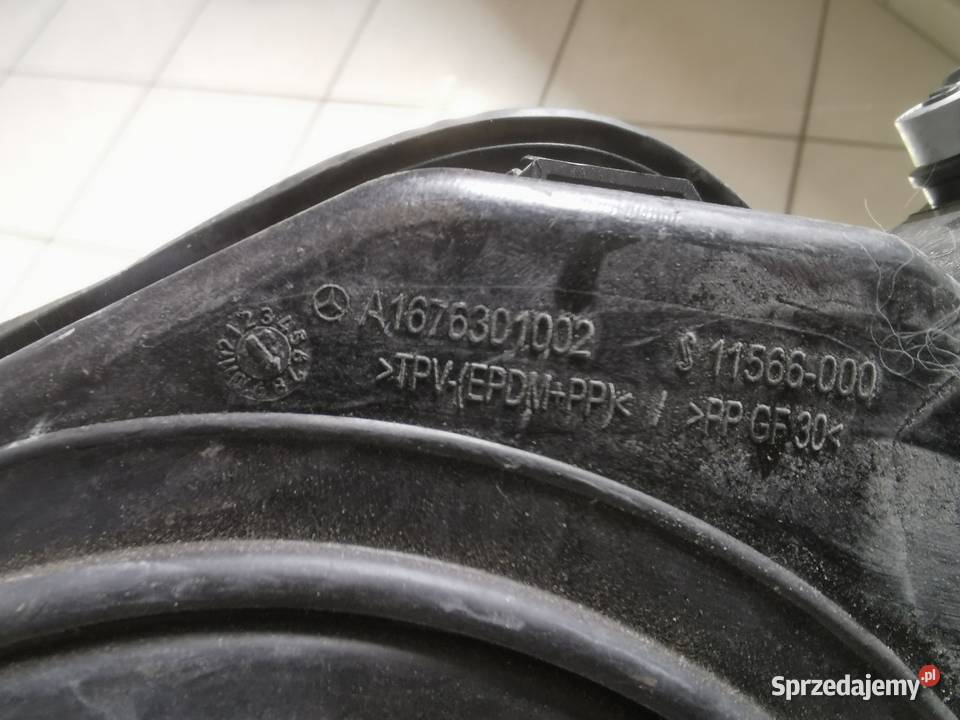 A1676301002
>TPV-(EPDM+PP)< / >PP GF30<
11566-000
Sprzedajemy.pl